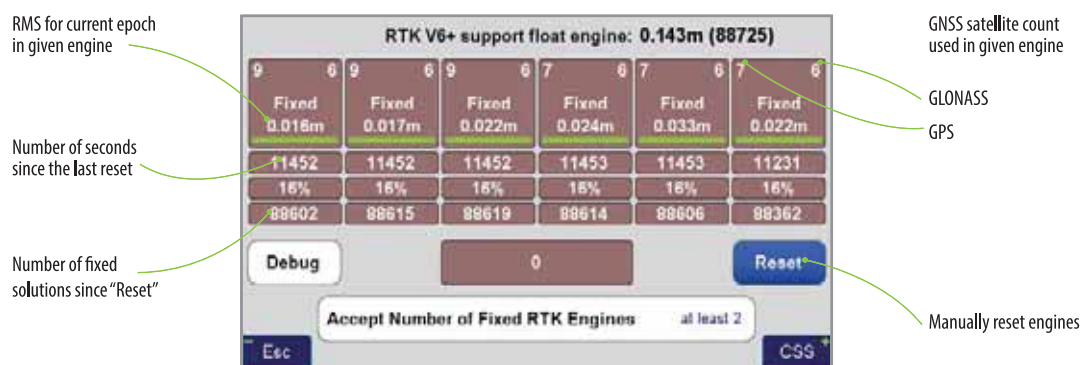 RMS for current epoch
in given engine
Number of seconds
since the last reset
Number of fixed
solutions since "Reset"
RTK V6+ support float engine: 0.143m (88725)
9 6 9 6 9 6 7 6 7 6 7 6
Fixed Fixed Fixed Fixed Fixed Fixed
0.016m 0.017m 0.022m 0.024m 0.033m 0.022m
11452 11452 11452 11453 11453 11231
16% 16% 16% 16% 16% 16%
88602 88615 88619 88614 88606 88362
Debug 0 Reset
Accept Number of Fixed RTK Engines at least 2
- Esc CSS +
GNSS satellite count
used in given engine
GLONASS
GPS
Manually reset engines